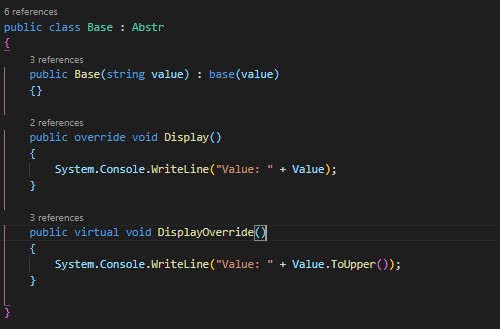 6 references
public class Base : Abstr
{
3 references
public Base(string value) : base(value)
{}
2 references
public override void Display()
{
System.Console.WriteLine("Value: " + Value);
}
3 references
public virtual void DisplayOverride()
{
System.Console.WriteLine("Value: " + Value.ToUpper());
}
}